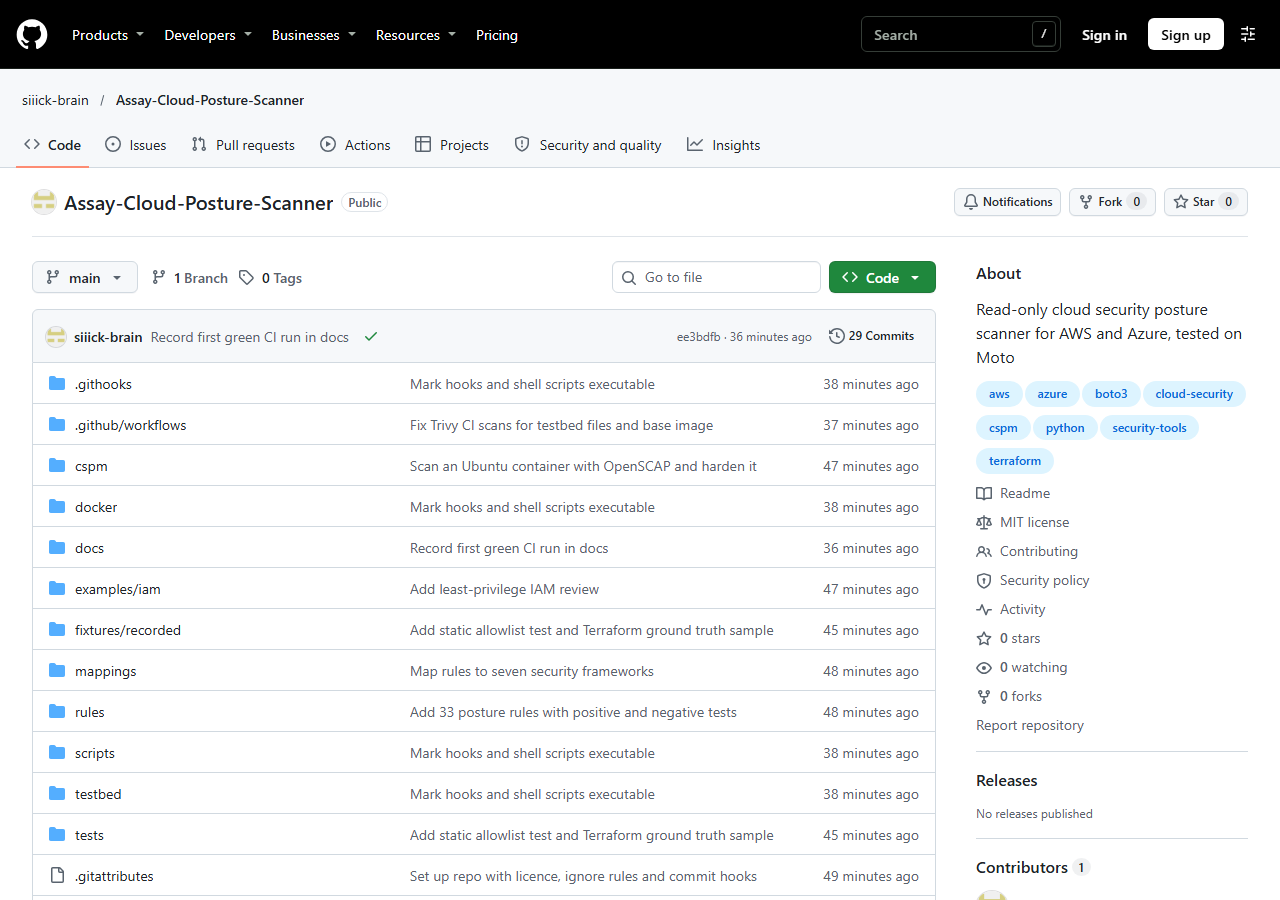 Products Developers Businesses Resources Pricing Search / Sign in Sign up
siiick-brain / Assay-Cloud-Posture-Scanner
Code Issues Pull requests Actions Projects Security and quality Insights
Assay-Cloud-Posture-Scanner Public Notifications Fork 0 Star 0
main 1 Branch 0 Tags Go to file Code
siiick-brain Record first green CI run in docs ee3bdfb · 36 minutes ago 29 Commits
.githooks Mark hooks and shell scripts executable 38 minutes ago
.github/workflows Fix Trivy CI scans for testbed files and base image 37 minutes ago
cspm Scan an Ubuntu container with OpenSCAP and harden it 47 minutes ago
docker Mark hooks and shell scripts executable 38 minutes ago
docs Record first green CI run in docs 36 minutes ago
examples/iam Add least-privilege IAM review 47 minutes ago
fixtures/recorded Add static allowlist test and Terraform ground truth sample 45 minutes ago
mappings Map rules to seven security frameworks 48 minutes ago
rules Add 33 posture rules with positive and negative tests 48 minutes ago
scripts Mark hooks and shell scripts executable 38 minutes ago
testbed Mark hooks and shell scripts executable 38 minutes ago
tests Add static allowlist test and Terraform ground truth sample 45 minutes ago
.gitattributes Set up repo with licence, ignore rules and commit hooks 49 minutes ago
About
Read-only cloud security posture
scanner for AWS and Azure, tested on
Moto
aws azure boto3 cloud-security
cspm python security-tools
terraform
Readme
MIT license
Contributing
Security policy
Activity
0 stars
0 watching
0 forks
Report repository
Releases
No releases published
Contributors 1